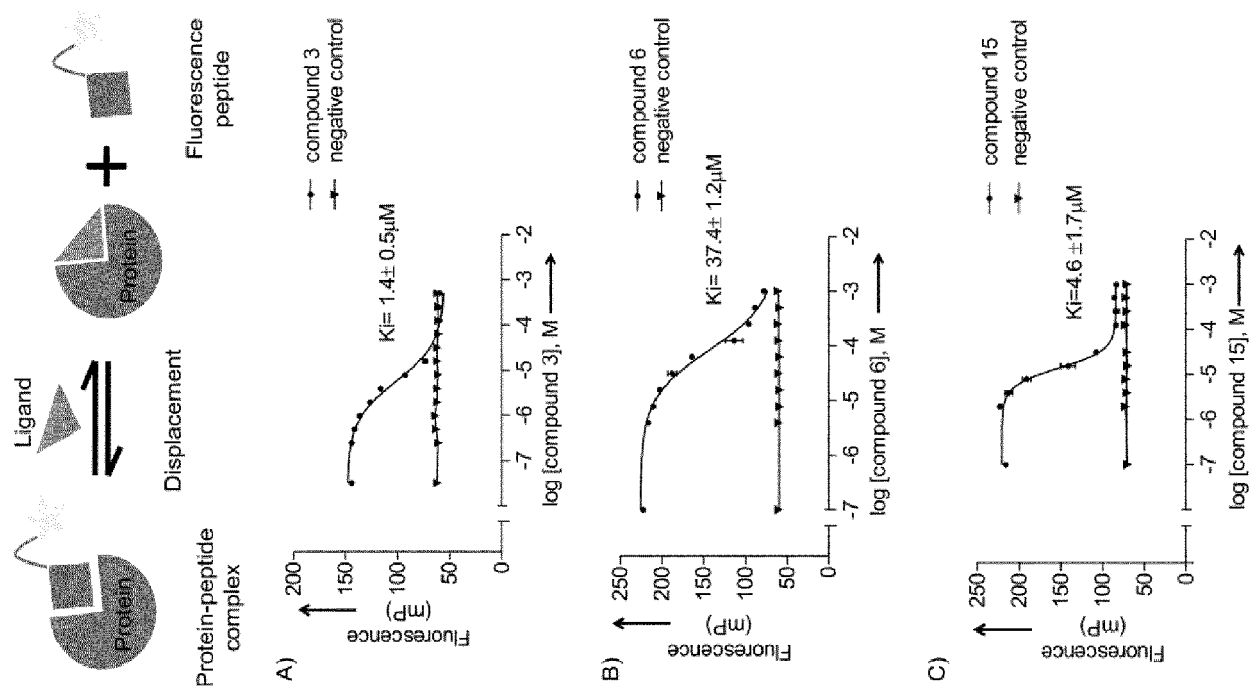 Ligand
Protein
Displacement
Protein
Protein-peptide
complex
Fluorescence
peptide
A)
Fluorescence
(mP)
200
150
100
50
0
-7
-6
-5
-4
-3
-2
log [compound 3], M
Ki= 1.4± 0.5µM
compound 3
negative control
B)
Fluorescence
(mP)
250
200
150
100
50
0
-7
-6
-5
-4
-3
-2
log [compound 6], M
Ki= 37.4± 1.2µM
compound 6
negative control
C)
Fluorescence
(mP)
250
200
150
100
50
0
-7
-6
-5
-4
-3
-2
log [compound 15], M
Ki=4.6 ±1.7µM
compound 15
negative control